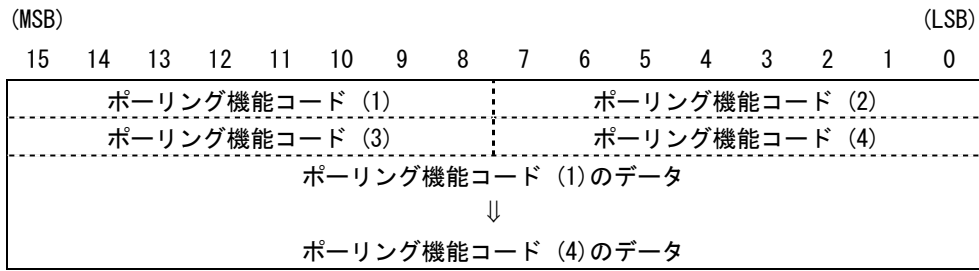 (MSB) (LSB)
15 14 13 12 11 10 9 8 7 6 5 4 3 2 1 0
ポーリング機能コード (1) ポーリング機能コード (2)
ポーリング機能コード (3) ポーリング機能コード (4)
ポーリング機能コード (1)のデータ
⇓
ポーリング機能コード (4)のデータ